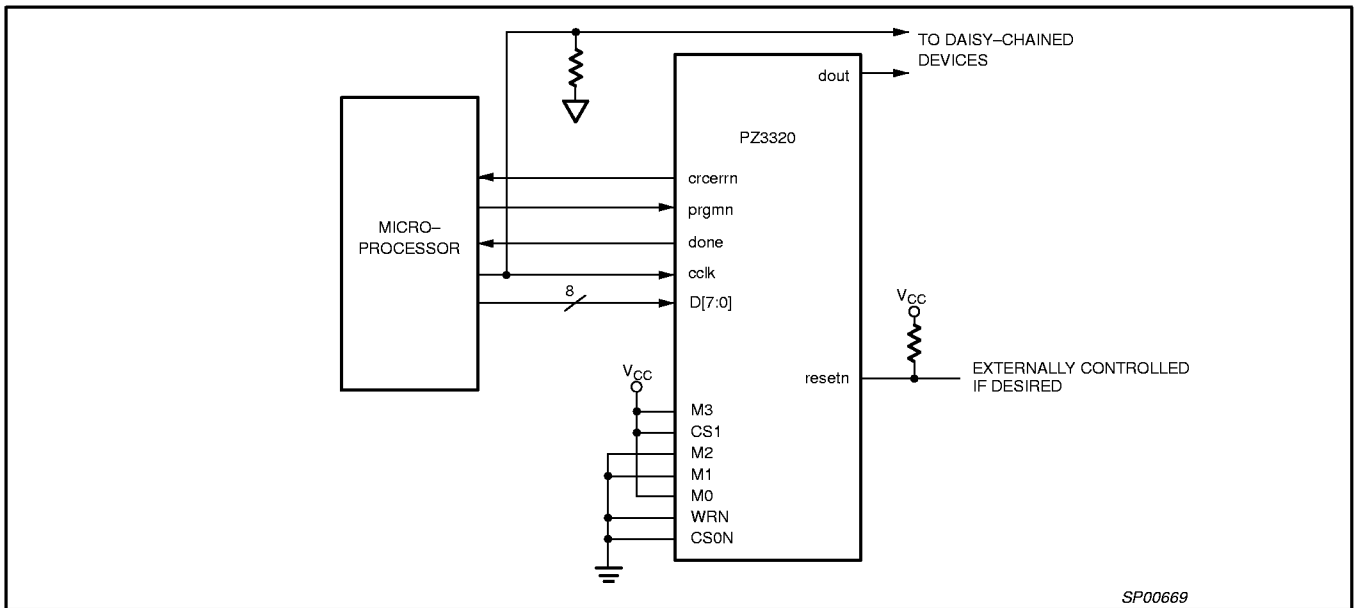 TO DAISY–CHAINED
DEVICES
dout
PZ3320
crcerrn
prgmn
MICRO–
PROCESSOR
done
cclk
8
D[7:0]
VCC
resetn
EXTERNALLY CONTROLLED
IF DESIRED
VCC
M3
CS1
M2
M1
M0
WRN
CS0N
SP00669